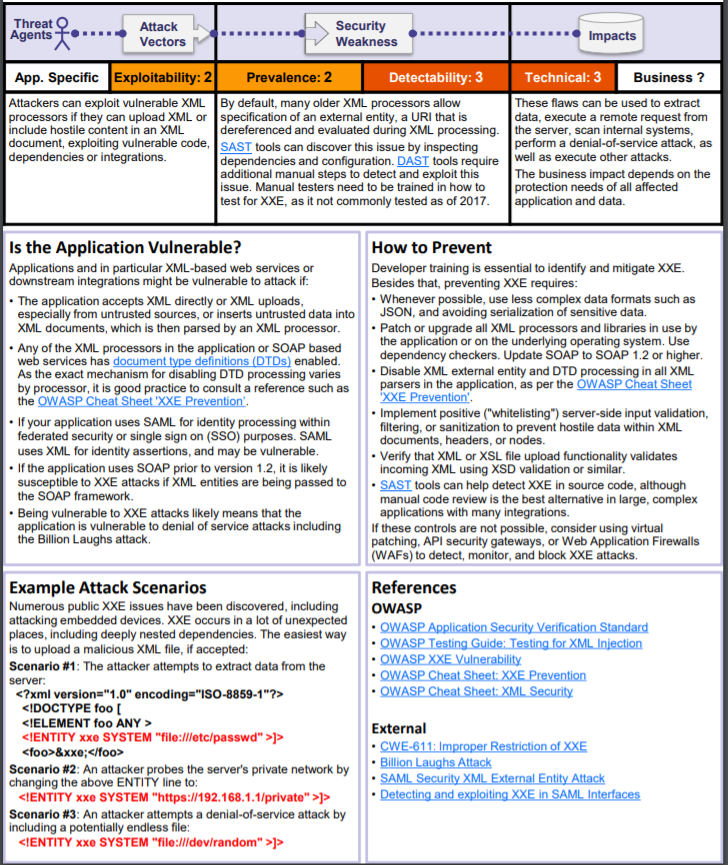 Threat
Agents
Attack
Vectors
Security
Weakness
Impacts
App. Specific
Exploitability: 2
Prevalence: 2
Detectability: 3
Technical: 3
Business ?
Attackers can exploit vulnerable XML
processors if they can upload XML or
include hostile content in an XML
document, exploiting vulnerable code,
dependencies or integrations.
By default, many older XML processors allow
specification of an external entity, a URI that is
dereferenced and evaluated during XML processing.
SAST tools can discover this issue by inspecting
dependencies and configuration. DAST tools require
additional manual steps to detect and exploit this
issue. Manual testers need to be trained in how to
test for XXE, as it not commonly tested as of 2017.
These flaws can be used to extract
data, execute a remote request from
the server, scan internal systems,
perform a denial-of-service attack, as
well as execute other attacks.
The business impact depends on the
protection needs of all affected
application and data.
Is the Application Vulnerable?
Applications and in particular XML-based web services or
downstream integrations might be vulnerable to attack if:
• The application accepts XML directly or XML uploads,
especially from untrusted sources, or inserts untrusted data into
XML documents, which is then parsed by an XML processor.
• Any of the XML processors in the application or SOAP based
web services has document type definitions (DTDs) enabled.
As the exact mechanism for disabling DTD processing varies
by processor, it is good practice to consult a reference such as
the OWASP Cheat Sheet 'XXE Prevention'.
• If your application uses SAML for identity processing within
federated security or single sign on (SSO) purposes. SAML
uses XML for identity assertions, and may be vulnerable.
• If the application uses SOAP prior to version 1.2, it is likely
susceptible to XXE attacks if XML entities are being passed to
the SOAP framework.
• Being vulnerable to XXE attacks likely means that the
application is vulnerable to denial of service attacks including
the Billion Laughs attack.
How to Prevent
Developer training is essential to identify and mitigate XXE.
Besides that, preventing XXE requires:
• Whenever possible, use less complex data formats such as
JSON, and avoiding serialization of sensitive data.
• Patch or upgrade all XML processors and libraries in use by
the application or on the underlying operating system. Use
dependency checkers. Update SOAP to SOAP 1.2 or higher.
• Disable XML external entity and DTD processing in all XML
parsers in the application, as per the OWASP Cheat Sheet
'XXE Prevention'.
• Implement positive ("whitelisting") server-side input validation,
filtering, or sanitization to prevent hostile data within XML
documents, headers, or nodes.
• Verify that XML or XSL file upload functionality validates
incoming XML using XSD validation or similar.
• SAST tools can help detect XXE in source code, although
manual code review is the best alternative in large, complex
applications with many integrations.
If these controls are not possible, consider using virtual
patching, API security gateways, or Web Application Firewalls
(WAFs) to detect, monitor, and block XXE attacks.
Example Attack Scenarios
Numerous public XXE issues have been discovered, including
attacking embedded devices. XXE occurs in a lot of unexpected
places, including deeply nested dependencies. The easiest way
is to upload a malicious XML file, if accepted:
Scenario #1: The attacker attempts to extract data from the
server:
<?xml version="1.0" encoding="ISO-8859-1"?>
<!DOCTYPE foo [
<!ELEMENT foo ANY >
<!ENTITY xxe SYSTEM "file:///etc/passwd" >]>
<foo>&xxe;</foo>
Scenario #2: An attacker probes the server's private network by
changing the above ENTITY line to:
<!ENTITY xxe SYSTEM "https://192.168.1.1/private" >]>
Scenario #3: An attacker attempts a denial-of-service attack by
including a potentially endless file:
<!ENTITY xxe SYSTEM "file:///dev/random" >]>
References
OWASP
• OWASP Application Security Verification Standard
• OWASP Testing Guide: Testing for XML Injection
• OWASP XXE Vulnerability
• OWASP Cheat Sheet: XXE Prevention
• OWASP Cheat Sheet: XML Security
External
• CWE-611: Improper Restriction of XXE
• Billion Laughs Attack
• SAML Security XML External Entity Attack
• Detecting and exploiting XXE in SAML Interfaces